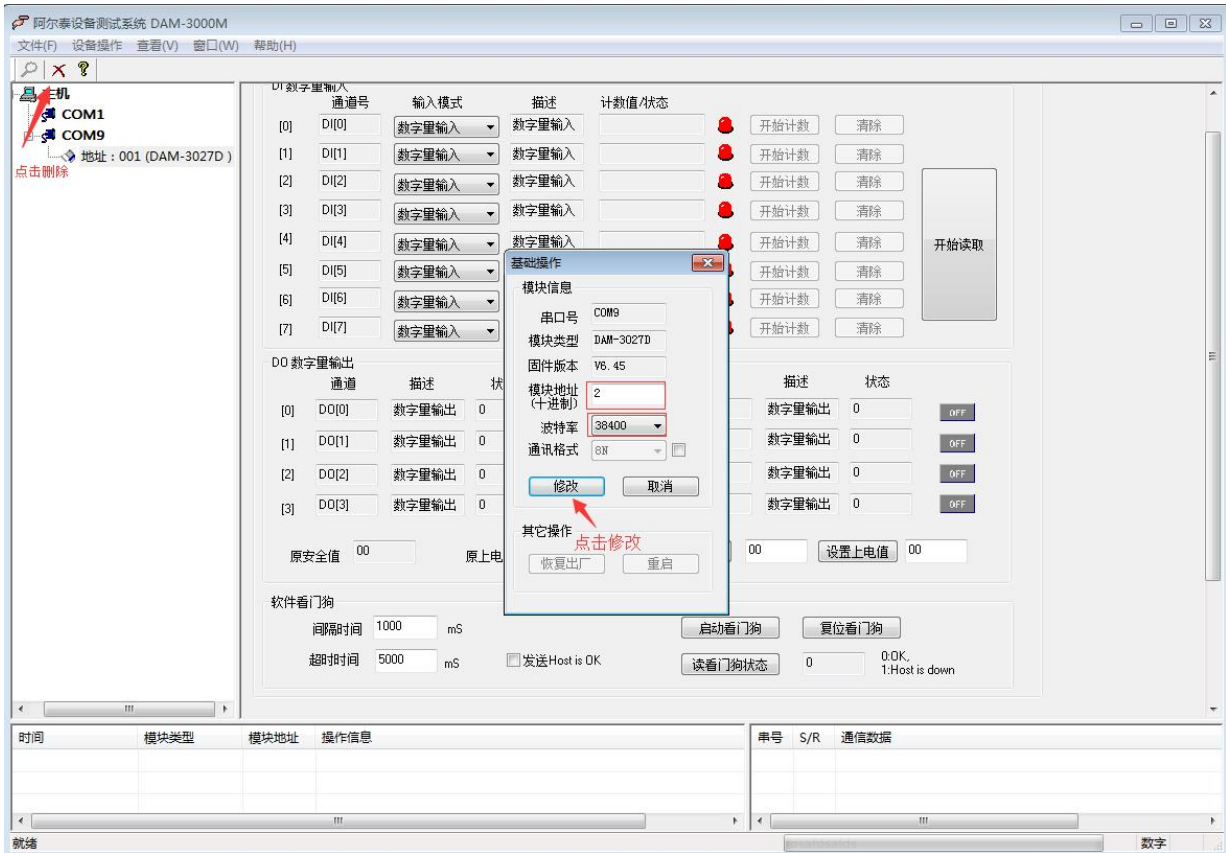 阿尔泰设备测试系统 DAM-3000M
文件(F) 设备操作 查看(V) 窗口(W) 帮助(H)
主机
COM1
COM9
地址：001 (DAM-3027D )
点击删除
DI 数字量输入
通道号 输入模式 描述 计数值/状态
[0] DI[0] 数字量输入 数字量输入 开始计数 清除
[1] DI[1] 数字量输入 数字量输入 开始计数 清除
[2] DI[2] 数字量输入 数字量输入 开始计数 清除
[3] DI[3] 数字量输入 数字量输入 开始计数 清除
[4] DI[4] 数字量输入 数字量输入 开始计数 清除
[5] DI[5] 数字量输入 开始计数 清除
[6] DI[6] 数字量输入 开始计数 清除
[7] DI[7] 数字量输入 开始计数 清除
开始读取
DO 数字量输出
通道 描述 状 描述 状态
[0] DO[0] 数字量输出 0 数字量输出 0 OFF
[1] DO[1] 数字量输出 0 数字量输出 0 OFF
[2] DO[2] 数字量输出 0 数字量输出 0 OFF
[3] DO[3] 数字量输出 0 数字量输出 0 OFF
原安全值 00 原上电 00 设置上电值 00
基础操作
模块信息
串口号 COM9
模块类型 DAM-3027D
固件版本 V6.45
模块地址
(十进制) 2
波特率 38400
通讯格式 8N
修改 取消
点击修改
其它操作
恢复出厂 重启
软件看门狗
间隔时间 1000 mS 启动看门狗 复位看门狗
超时时间 5000 mS 发送Host is OK 读看门狗状态 0 0:OK,
1:Host is down
时间 模块类型 模块地址 操作信息 串号 S/R 通信数据
就绪 数字